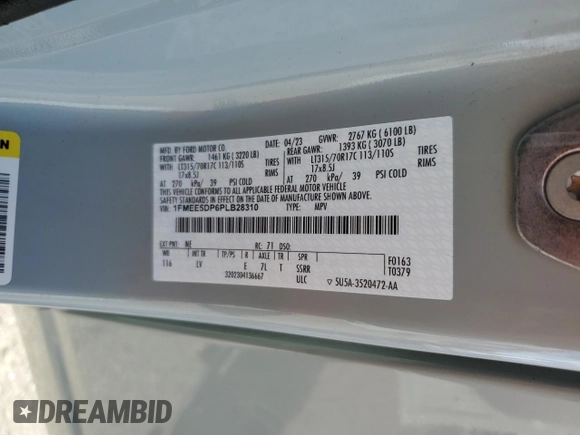 MFD. BY FORD MOTOR CO.
DATE: 04/23 GVWR: 2767 KG ( 6100 LB)
FRONT GAWR: 1461 KG ( 3220 LB) REAR GAWR: 1393 KG ( 3070 LB)
WITH LT315/70R17C 113/110S TIRES WITH LT315/70R17C 113/110S TIRES
17x8.5J RIMS 17x8.5J RIMS
AT 270 kPa/ 39 PSI COLD AT 270 kPa/ 39 PSI COLD
THIS VEHICLE CONFORMS TO ALL APPLICABLE FEDERAL MOTOR VEHICLE
SAFETY STANDARDS IN EFFECT ON THE DATE OF MANUFACTURE SHOWN ABOVE.
VIN: 1FMEE5DP6PLB28310 TYPE: MPV
EXT PNT: NE RC: 71 DSO:
WB INT TR TP/PS R AXLE TR SPR
116 LV E 7L T SSRR
ULC
3202304136667
F0163
T0379
▽ 5U5A-3520472-AA
DREAMBID